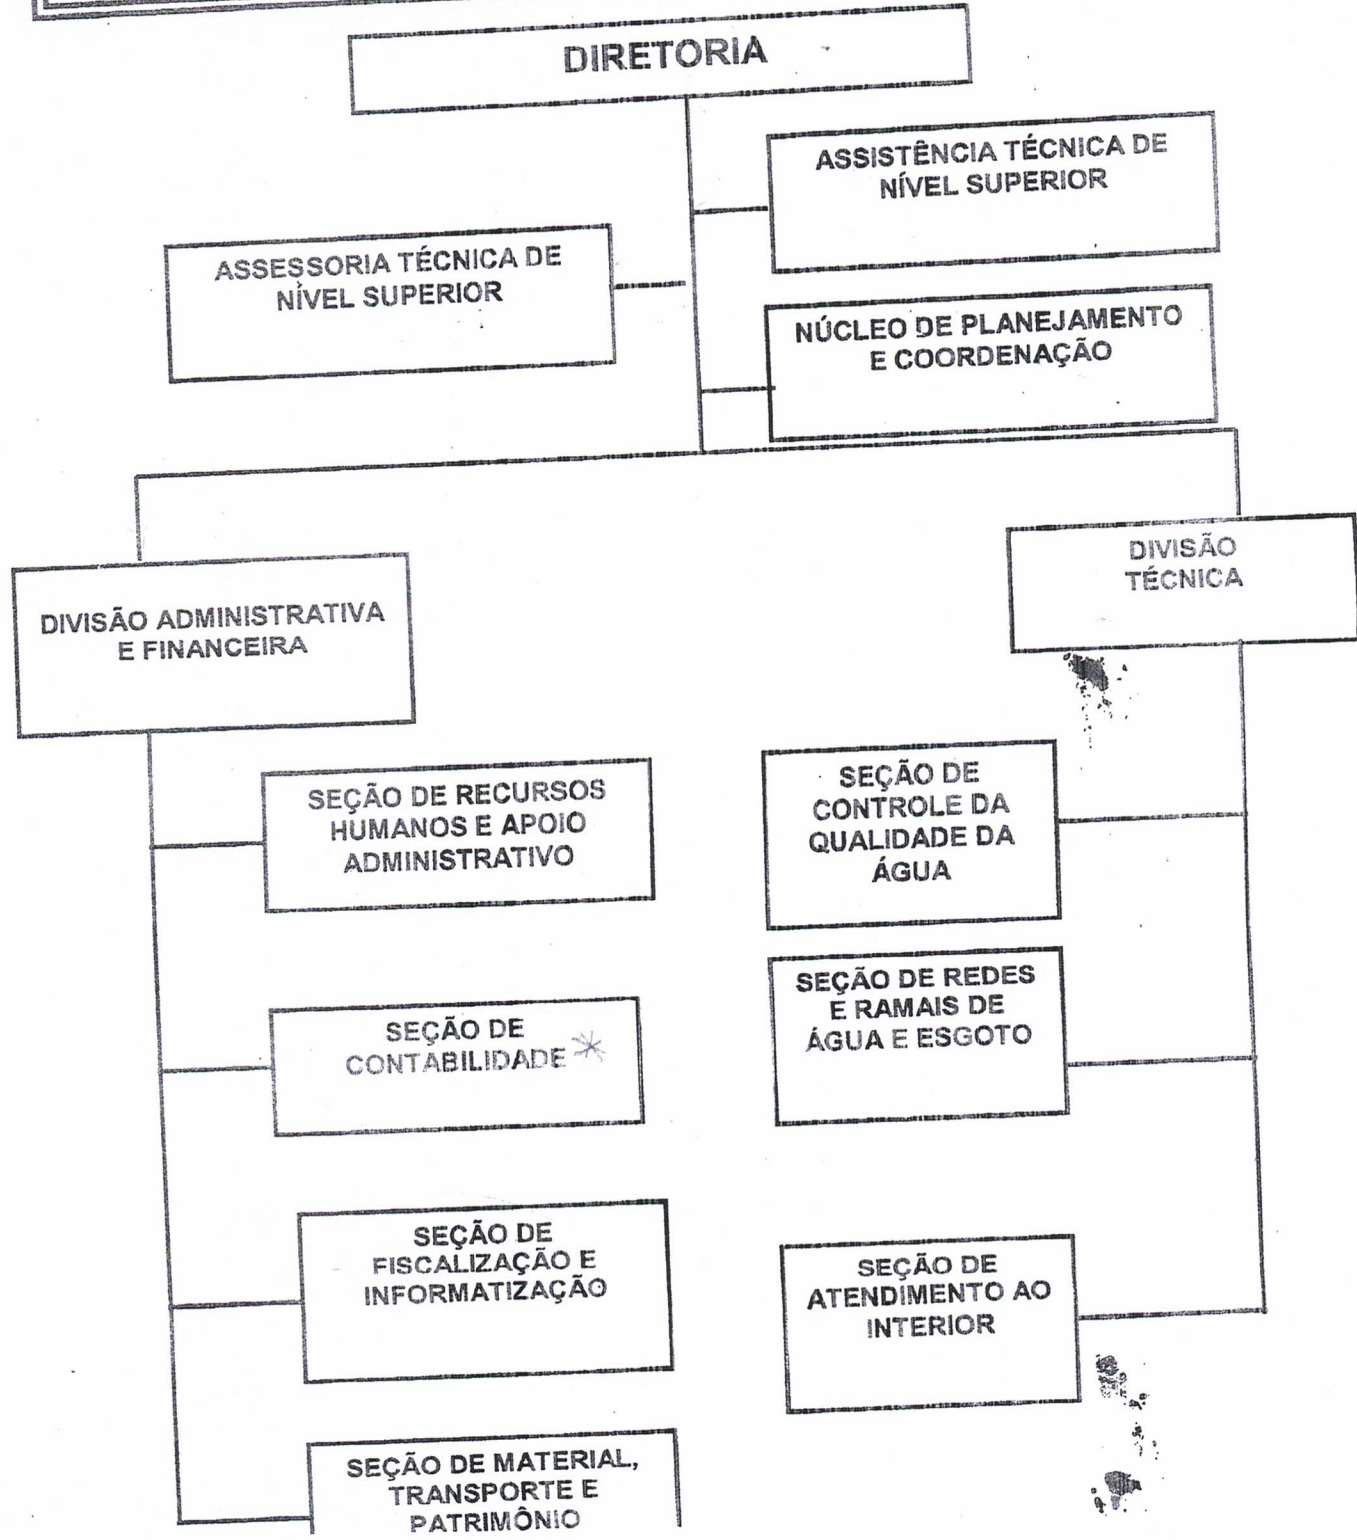 DIRETORIA
ASSISTÊNCIA TÉCNICA DE
NÍVEL SUPERIOR
ASSESSORIA TÉCNICA DE
NÍVEL SUPERIOR
NÚCLEO DE PLANEJAMENTO
E COORDENAÇÃO
DIVISÃO ADMINISTRATIVA
E FINANCEIRA
DIVISÃO
TÉCNICA
SEÇÃO DE RECURSOS
HUMANOS E APOIO
ADMINISTRATIVO
SEÇÃO DE
CONTABILIDADE *
SEÇÃO DE
FISCALIZAÇÃO E
INFORMATIZAÇÃO
SEÇÃO DE MATERIAL,
TRANSPORTE E
PATRIMÔNIO
SEÇÃO DE
CONTROLE DA
QUALIDADE DA
ÁGUA
SEÇÃO DE REDES
E RAMAIS DE
ÁGUA E ESGOTO
SEÇÃO DE
ATENDIMENTO AO
INTERIOR